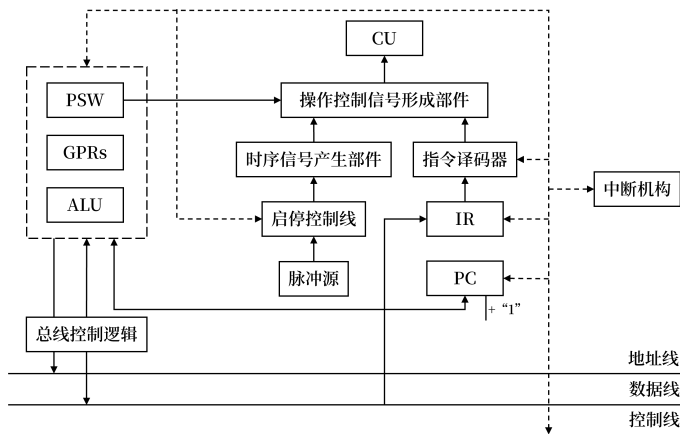 CU
PSW
操作控制信号形成部件
GPRs
时序信号产生部件
指令译码器
中断机构
ALU
启停控制线
IR
脉冲源
PC
+ “1”
总线控制逻辑
地址线
数据线
控制线